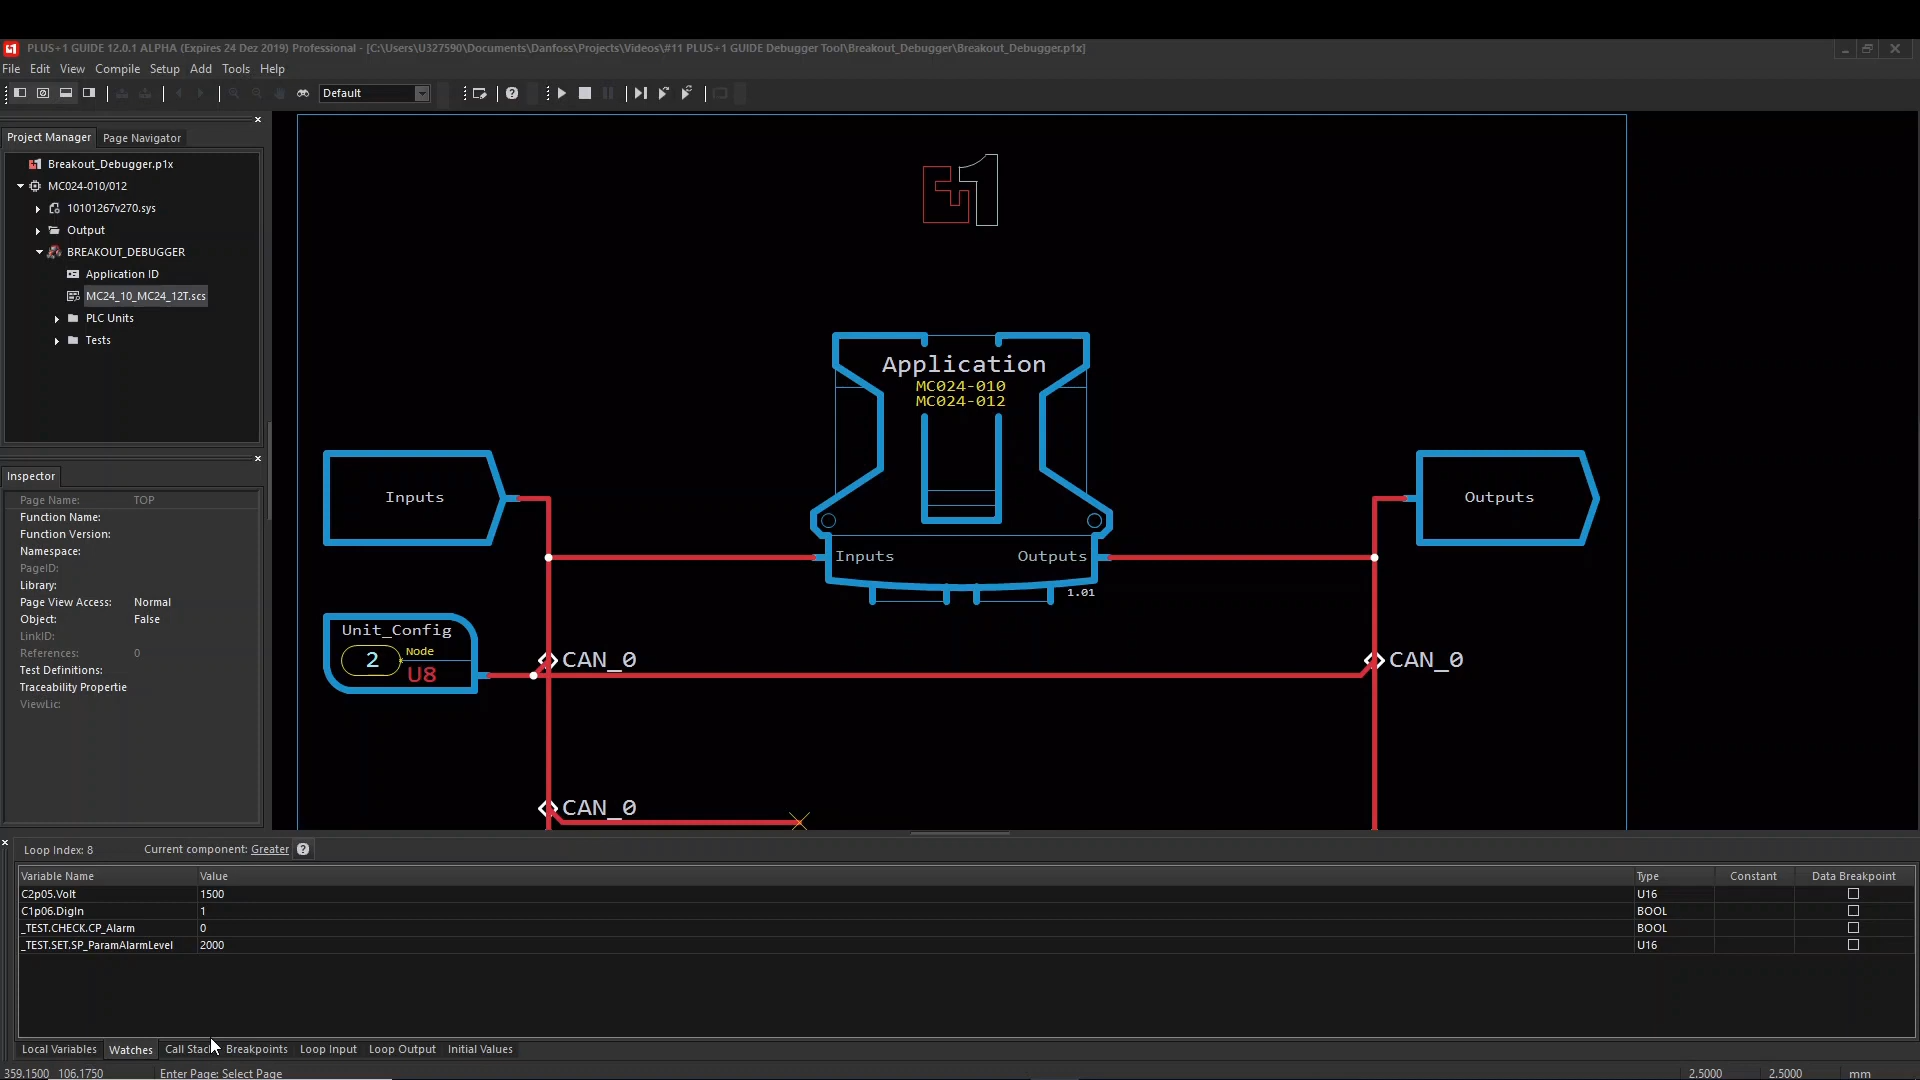 PLUS+1 GUIDE 12.0.1 ALPHA (Expires 24 Dez 2019) Professional - [C:\Users\U327590\Documents\Danfoss\Projects\Videos\#11 PLUS+1 GUIDE Debugger Tool\Breakout_Debugger\Breakout_Debugger.p1x]
File Edit View Compile Setup Add Tools Help
Default
Project Manager Page Navigator
Breakout_Debugger.p1x
MC024-010/012
10101267v270.sys
Output
BREAKOUT_DEBUGGER
Application ID
MC24_10_MC24_12T.scs
PLC Units
Tests
Inspector
Page Name: TOP
Function Name:
Function Version:
Namespace:
PageID:
Library:
Page View Access: Normal
Object: False
LinkID:
References: 0
Test Definitions:
Traceability Propertie
ViewLic:
Application
MC024-010
MC024-012
Inputs
Outputs
Inputs Outputs
1.01
Unit_Config
2 Node
U8
CAN_0
CAN_0
CAN_0
Loop Index: 8 Current component: Greater
Variable Name Value Type Constant Data Breakpoint
C2p05.Volt 1500 U16
C1p06.DigIn 1 BOOL
_TEST.CHECK.CP_Alarm 0 BOOL
_TEST.SET.SP_ParamAlarmLevel 2000 U16
Local Variables Watches Call Stack Breakpoints Loop Input Loop Output Initial Values
359.1500 106.1750 Enter Page: Select Page 2.5000 2.5000 mm